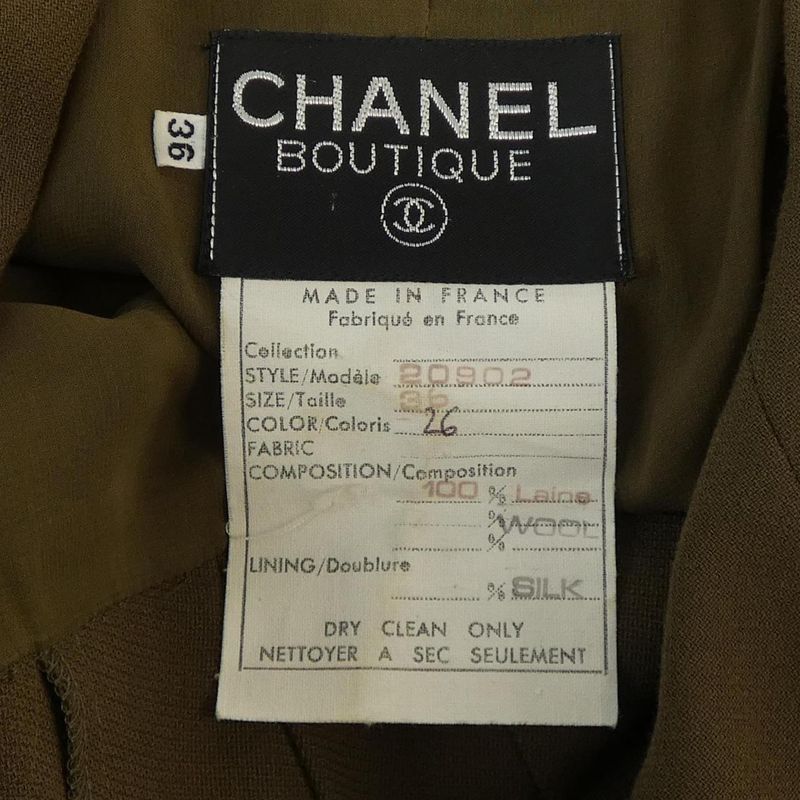 CHANEL
BOUTIQUE
36
MADE IN FRANCE
Fabriqué en France
Collection
STYLE/Modèle 20902
SIZE/Taille 36
COLOR/Coloris 26
FABRIC
COMPOSITION/Composition
100 % Laine
% WOOL
%
LINING/Doublure
% SILK
DRY CLEAN ONLY
NETTOYER A SEC SEULEMENT